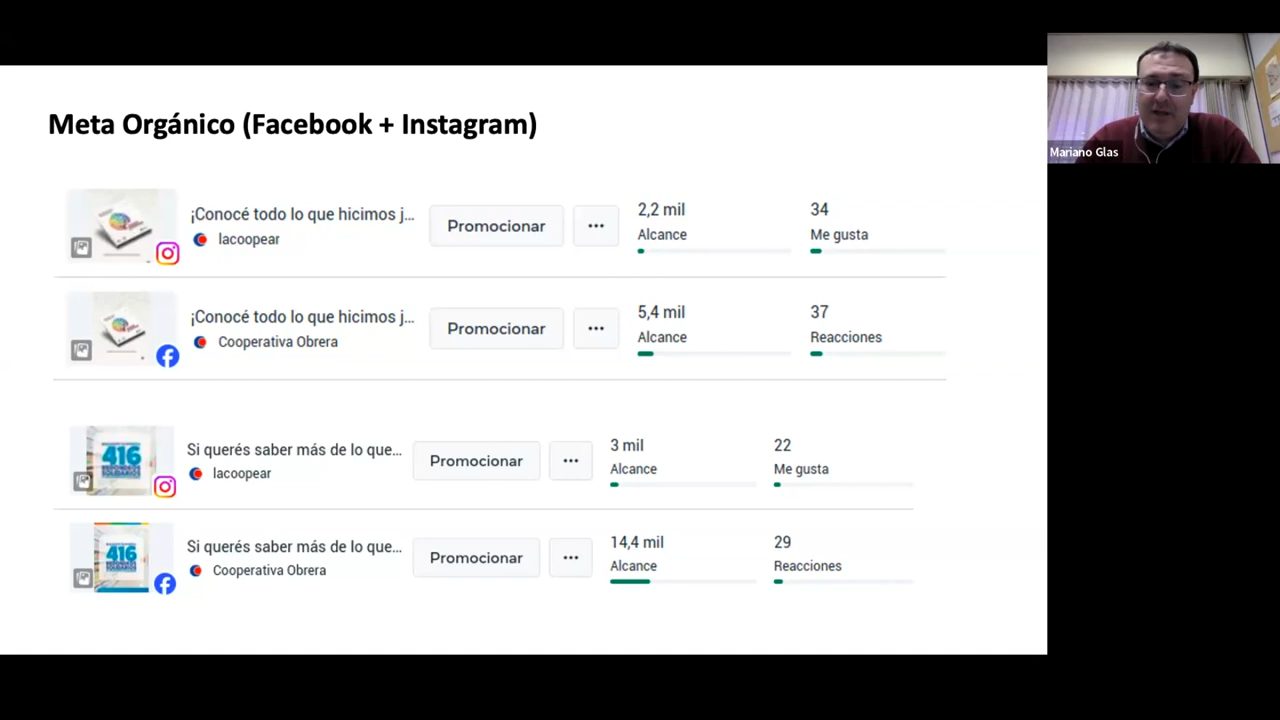 Meta Orgánico (Facebook + Instagram)
¡Conocé todo lo que hicimos j...
lacoopear
Promocionar
2,2 mil
Alcance
34
Me gusta
¡Conocé todo lo que hicimos j...
Cooperativa Obrera
Promocionar
5,4 mil
Alcance
37
Reacciones
416
Si querés saber más de lo que...
lacoopear
Promocionar
3 mil
Alcance
22
Me gusta
416
Si querés saber más de lo que...
Cooperativa Obrera
Promocionar
14,4 mil
Alcance
29
Reacciones
Mariano Glas